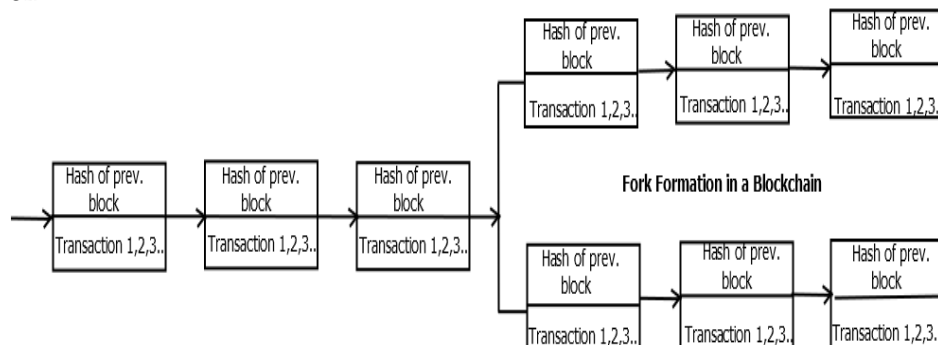 Hash of prev.
block
Transaction 1,2,3..
Hash of prev.
block
Transaction 1,2,3..
Hash of prev.
block
Transaction 1,2,3..
Hash of prev.
block
Transaction 1,2,3..
Hash of prev.
block
Transaction 1,2,3..
Hash of prev.
block
Transaction 1,2,3..
Fork Formation in a Blockchain
Hash of prev.
block
Transaction 1,2,3..
Hash of prev.
block
Transaction 1,2,3..
Hash of prev.
block
Transaction 1,2,3..